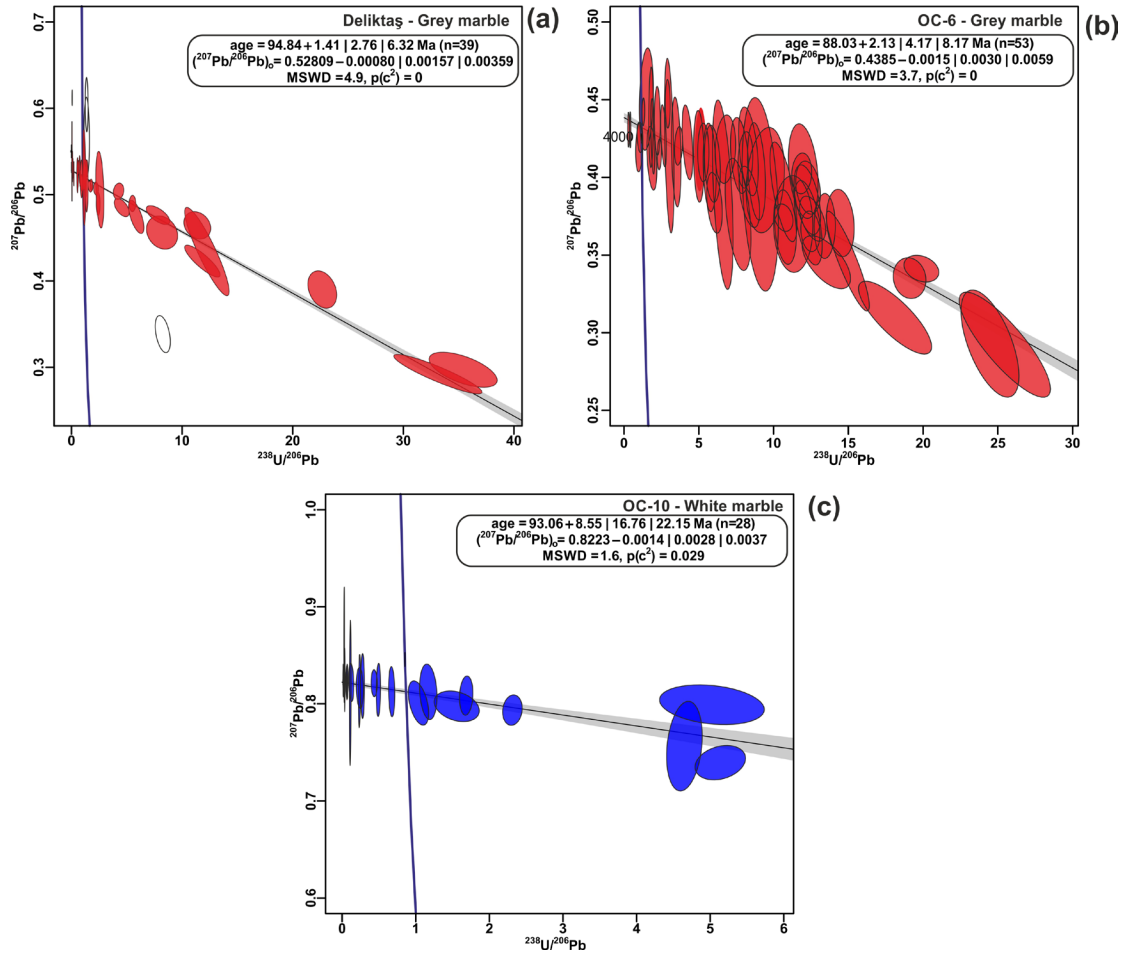 (a)
Deliktaş - Grey marble
age = 94.84 + 1.41 | 2.76 | 6.32 Ma (n=39)
(²⁰⁷Pb/²⁰⁶Pb)ₒ= 0.52809 − 0.00080 | 0.00157 | 0.00359
MSWD = 4.9, p(c²) = 0
²⁰⁷Pb/²⁰⁶Pb
0.7
0.6
0.5
0.4
0.3
0
10
20
30
40
²³⁸U/²⁰⁶Pb
(b)
OC-6 - Grey marble
age = 88.03 + 2.13 | 4.17 | 8.17 Ma (n=53)
(²⁰⁷Pb/²⁰⁶Pb)ₒ= 0.4385 − 0.0015 | 0.0030 | 0.0059
MSWD = 3.7, p(c²) = 0
²⁰⁷Pb/²⁰⁶Pb
0.50
0.45
0.40
0.35
0.30
0.25
4000
0
5
10
15
20
25
30
²³⁸U/²⁰⁶Pb
(c)
OC-10 - White marble
age = 93.06 + 8.55 | 16.76 | 22.15 Ma (n=28)
(²⁰⁷Pb/²⁰⁶Pb)ₒ= 0.8223 − 0.0014 | 0.0028 | 0.0037
MSWD = 1.6, p(c²) = 0.029
²⁰⁷Pb/²⁰⁶Pb
1.0
0.9
0.8
0.7
0.6
0
1
2
3
4
5
6
²³⁸U/²⁰⁶Pb